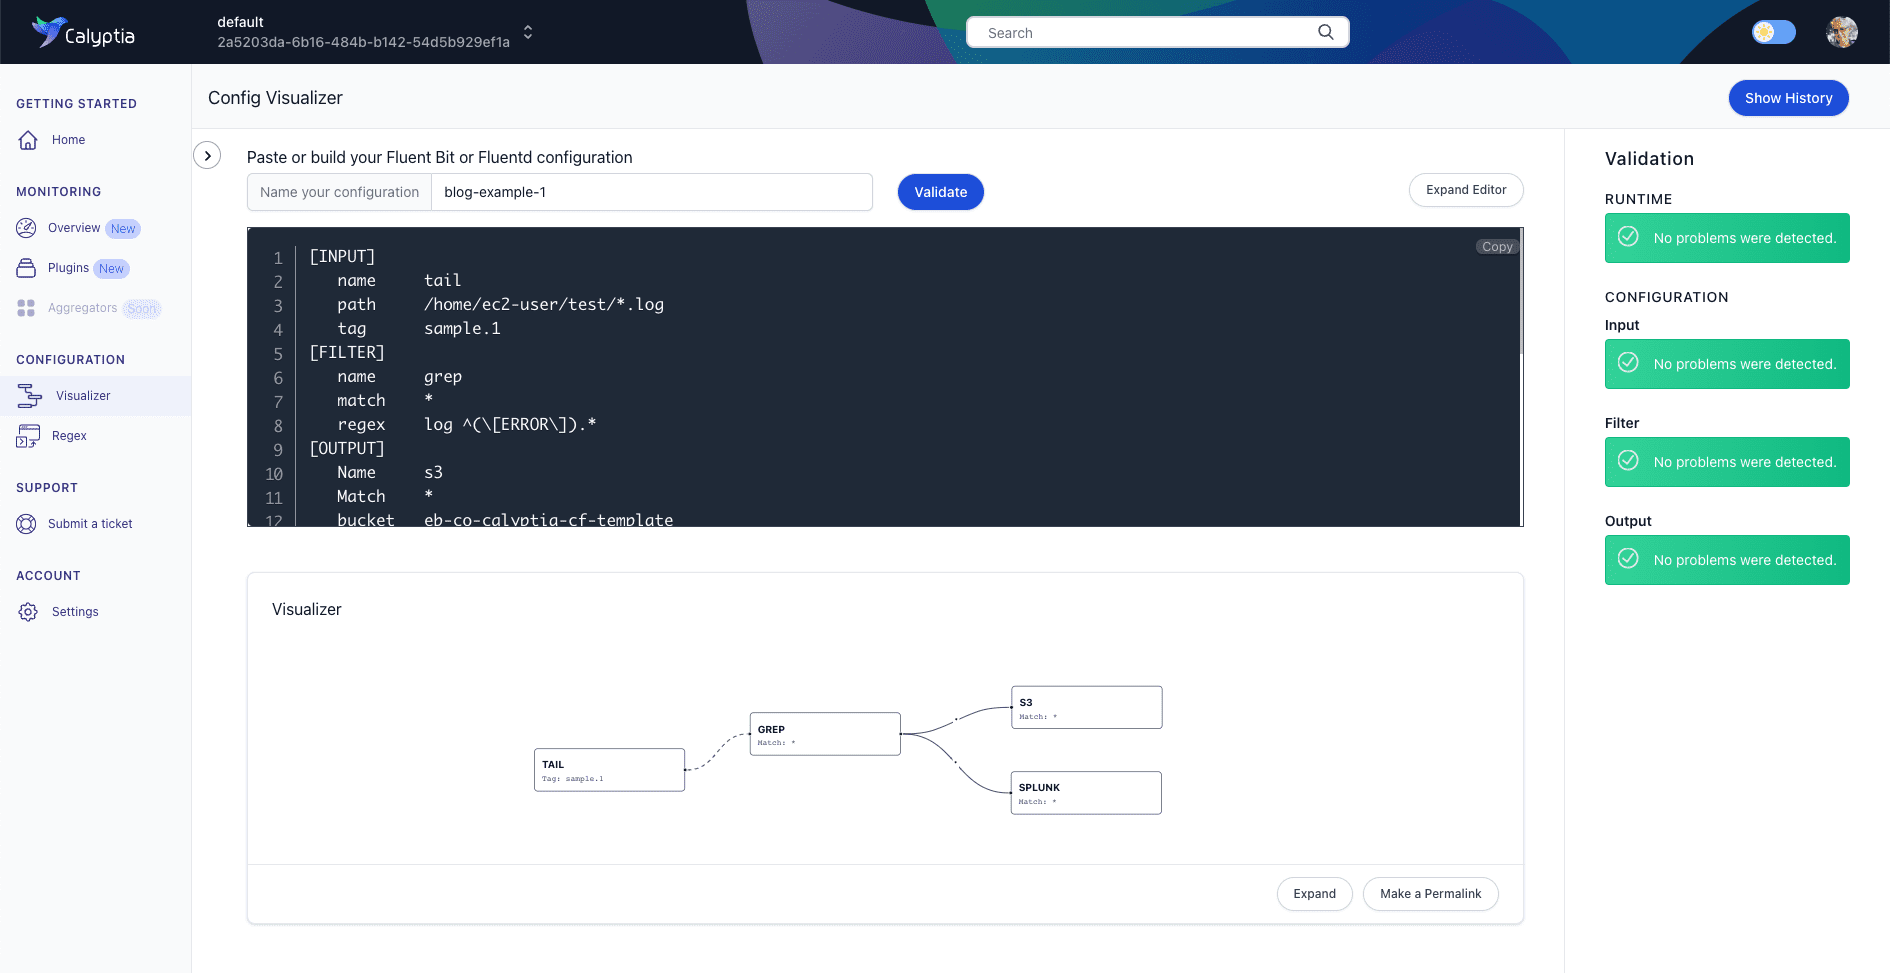 Calyptia
default
2a5203da-6b16-484b-b142-54d5b929ef1a
Search
GETTING STARTED
Home
MONITORING
Overview New
Plugins New
Aggregators Soon
CONFIGURATION
Visualizer
Regex
SUPPORT
Submit a ticket
ACCOUNT
Settings
Config Visualizer
Show History
Paste or build your Fluent Bit or Fluentd configuration
Name your configuration blog-example-1
Validate
Expand Editor
Copy
1 [INPUT]
2 name tail
3 path /home/ec2-user/test/*.log
4 tag sample.1
5 [FILTER]
6 name grep
7 match *
8 regex log ^(\[ERROR\]).*
9 [OUTPUT]
10 Name s3
11 Match *
12 bucket eb-co-calyptia-cf-template
Visualizer
TAIL
Tag: sample.1
GREP
Match: *
S3
Match: *
SPLUNK
Match: *
Expand
Make a Permalink
Validation
RUNTIME
No problems were detected.
CONFIGURATION
Input
No problems were detected.
Filter
No problems were detected.
Output
No problems were detected.